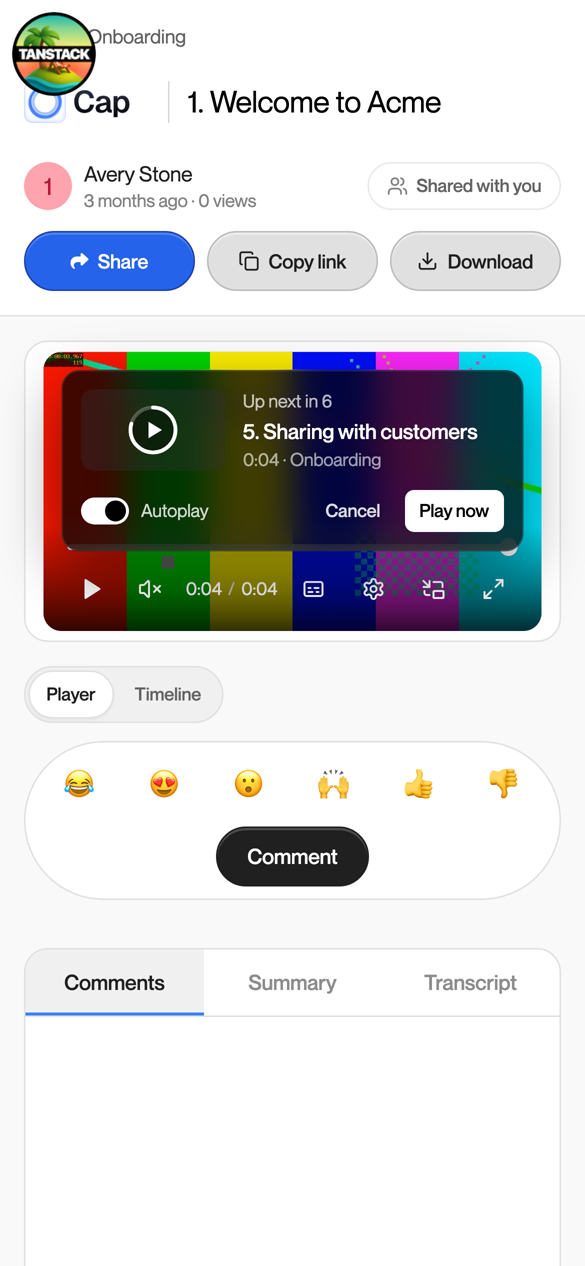 Onboarding
TANSTACK
Cap
1. Welcome to Acme
1
Avery Stone
3 months ago · 0 views
Shared with you
Share
Copy link
Download
119
Up next in 6
5. Sharing with customers
0:04 · Onboarding
Autoplay
Cancel
Play now
0:04 / 0:04
Player
Timeline
Comment
Comments
Summary
Transcript